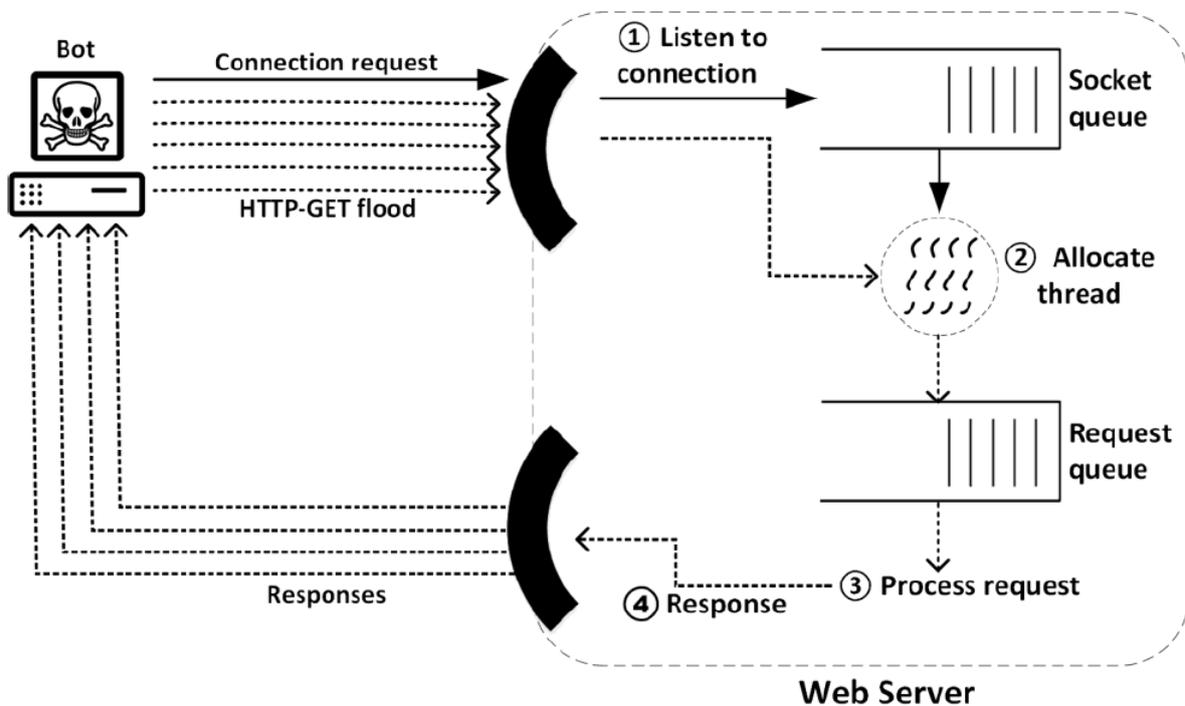 Bot
Connection request
HTTP-GET flood
① Listen to
connection
Socket
queue
② Allocate
thread
Request
queue
③ Process request
④ Response
Responses
Web Server